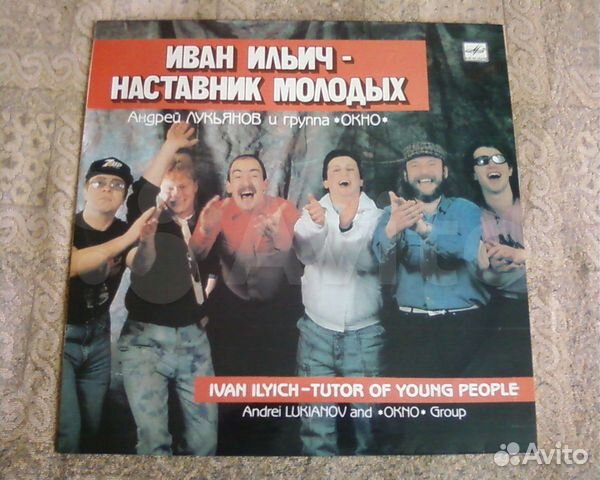 ИВАН ИЛЬИЧ -
НАСТАВНИК МОЛОДЫХ
Андрей ЛУКЬЯНОВ и группа •ОКНО•
IVAN ILYICH–TUTOR OF YOUNG PEOPLE
Andrei LUKIANOV and •OKNO• Group
Avito
Avito